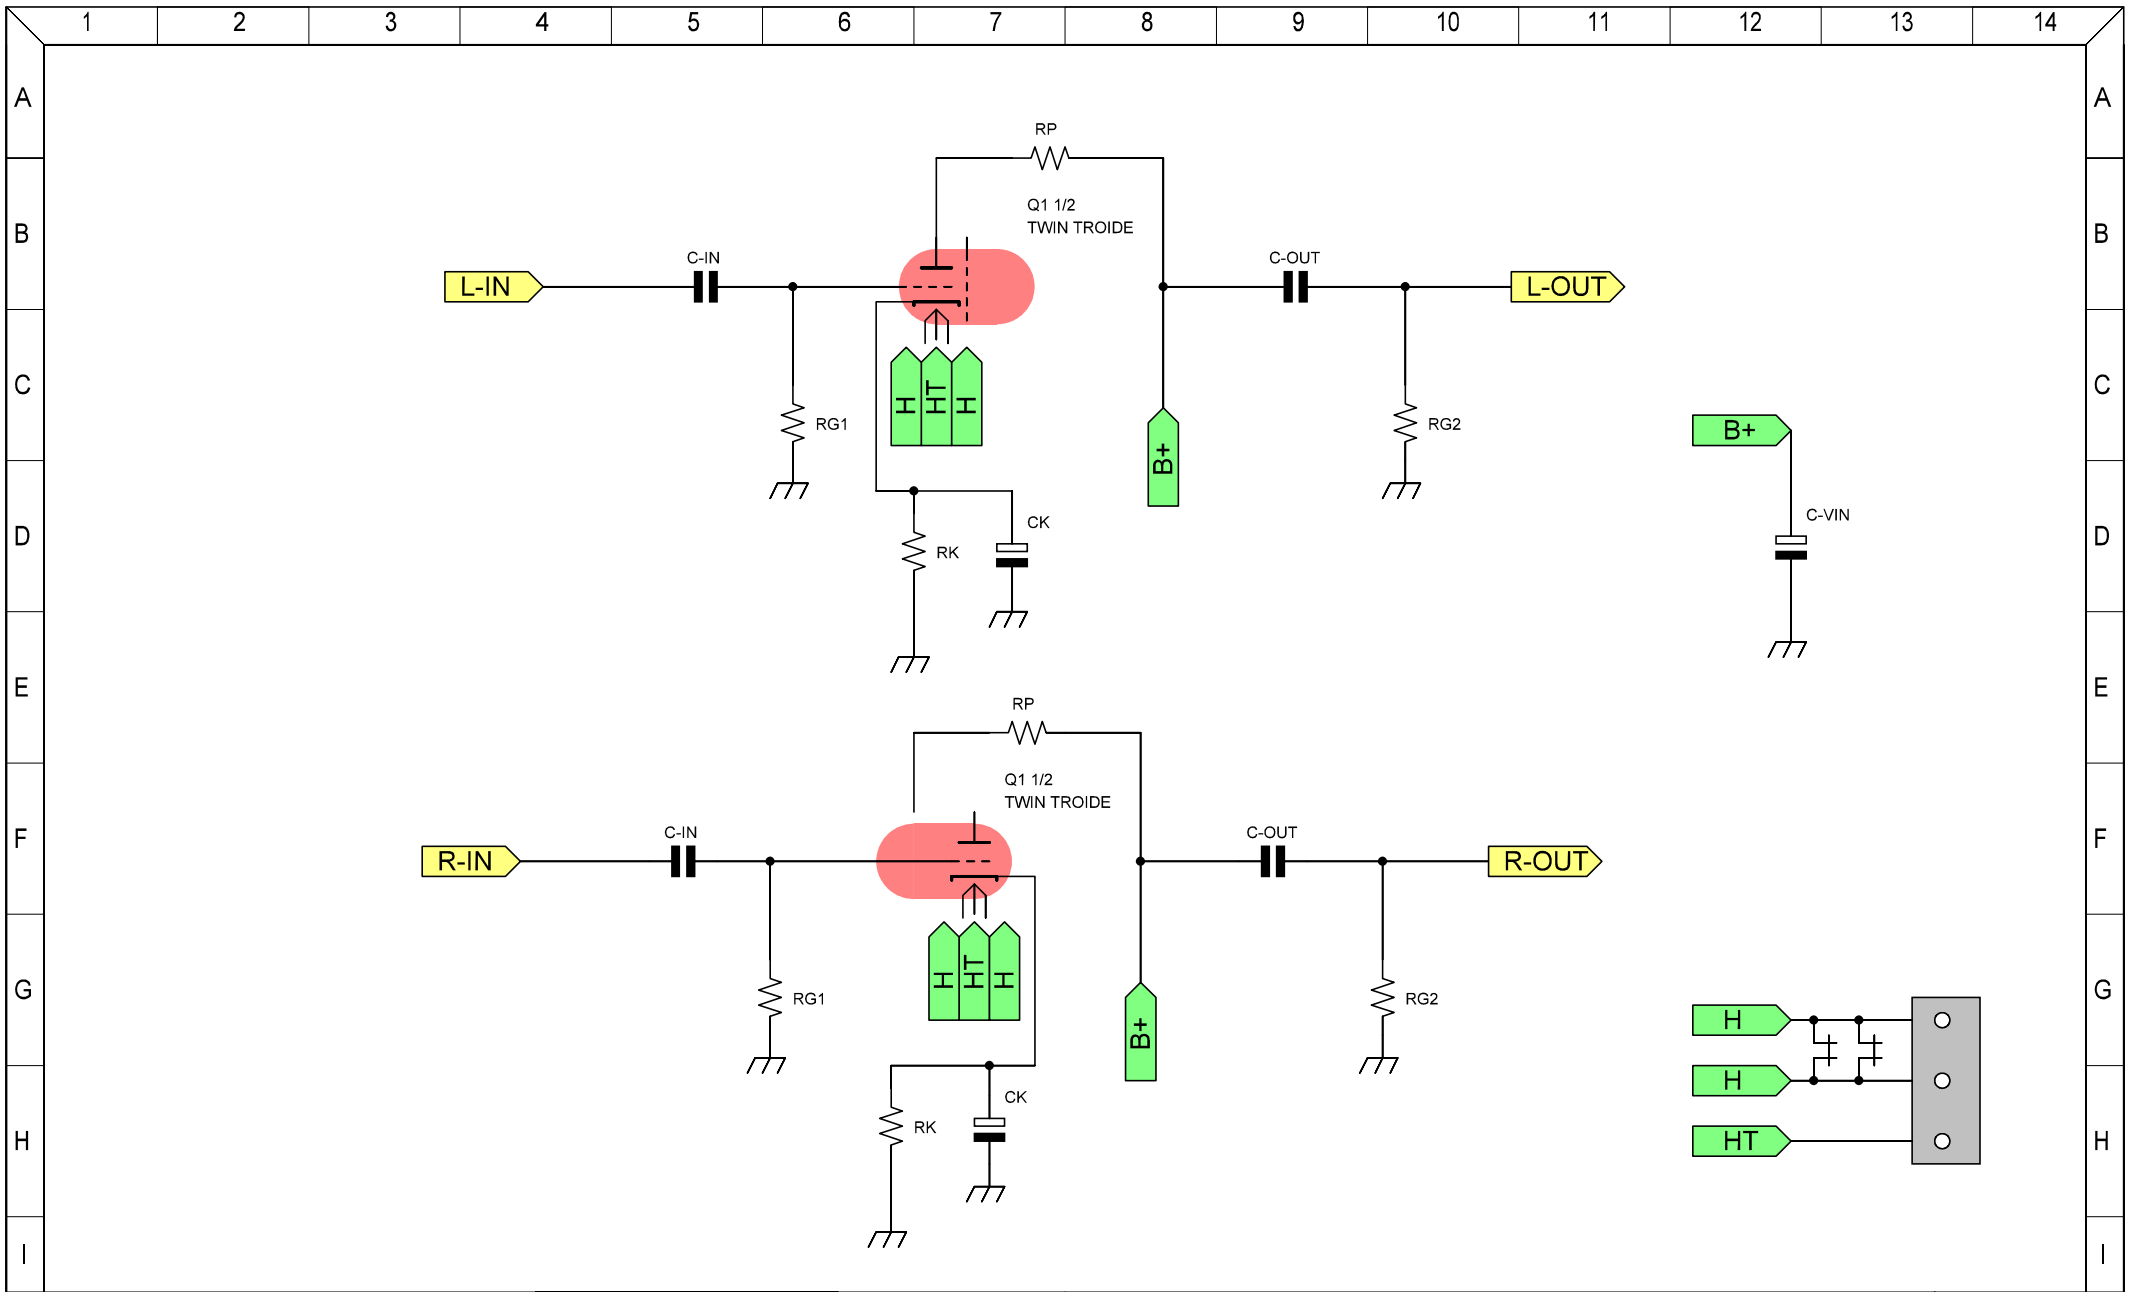 1 2 3 4 5 6 7 8 9 10 11 12 13 14
A A
RP
Q1 1/2
TWIN TROIDE
B B
C-IN C-OUT
L-IN L-OUT
C C
H HT H
RG1 RG2
B+
B+
CK C-VIN
D D
RK
E E
RP
Q1 1/2
TWIN TROIDE
F F
C-IN C-OUT
R-IN R-OUT
G G
H HT H
RG1 RG2
B+
H
H
CK
RK
H H
HT
I I